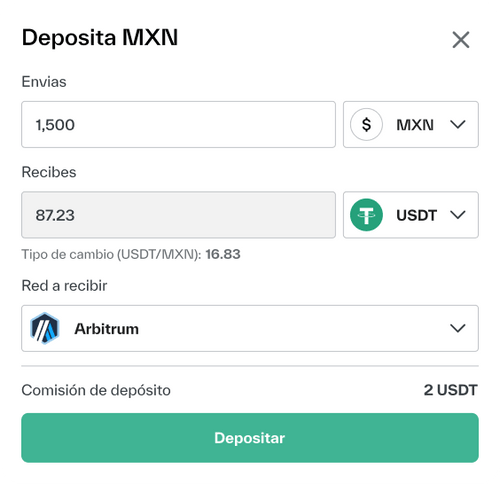 Deposita MXN
Envias
1,500
$ MXN
Recibes
87.23
USDT
Tipo de cambio (USDT/MXN): 16.83
Red a recibir
Arbitrum
Comisión de depósito 2 USDT
Depositar